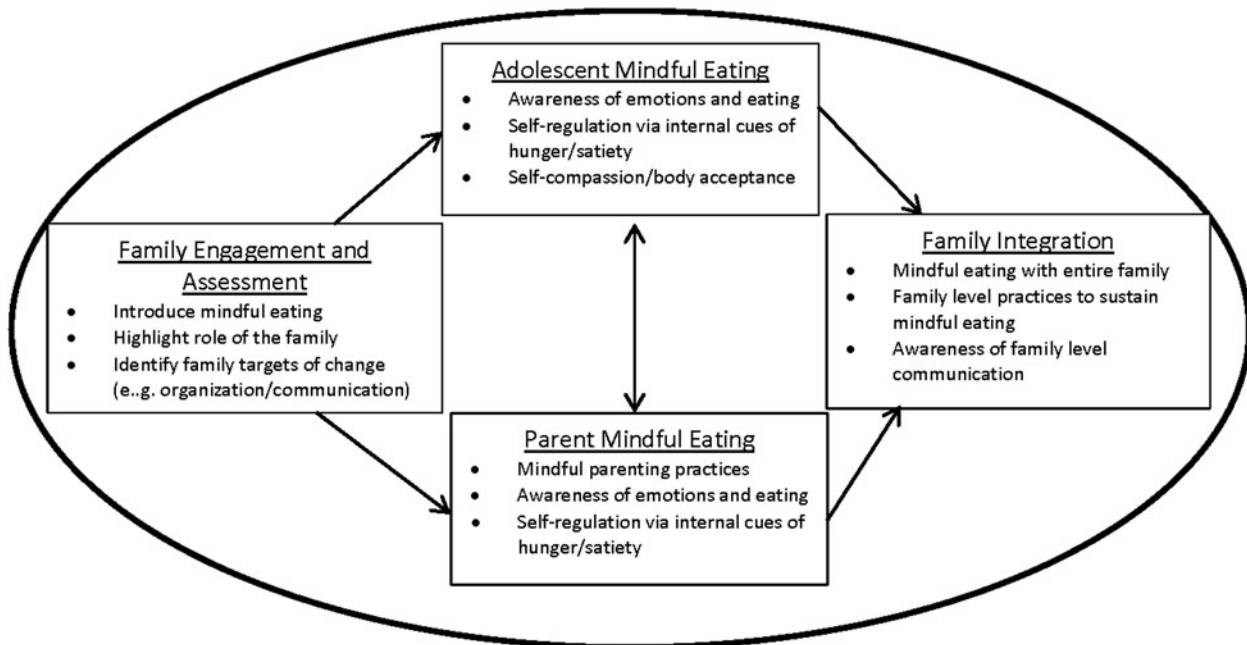 Adolescent Mindful Eating
• Awareness of emotions and eating
• Self-regulation via internal cues of
hunger/satiety
• Self-compassion/body acceptance
Family Engagement and
Assessment
• Introduce mindful eating
• Highlight role of the family
• Identify family targets of change
(e..g. organization/communication)
Family Integration
• Mindful eating with entire family
• Family level practices to sustain
mindful eating
• Awareness of family level
communication
Parent Mindful Eating
• Mindful parenting practices
• Awareness of emotions and eating
• Self-regulation via internal cues of
hunger/satiety